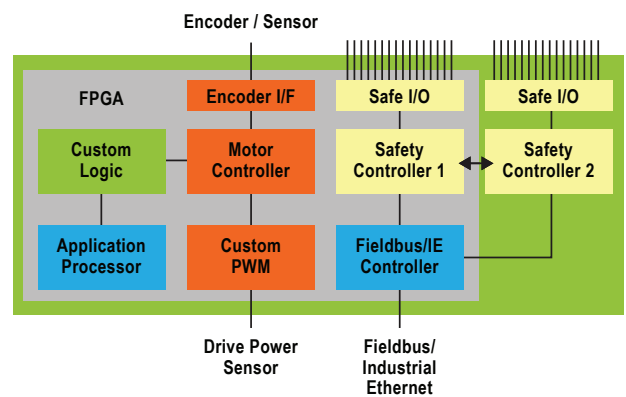 Encoder / Sensor
FPGA
Encoder I/F
Safe I/O
Safe I/O
Custom
Logic
Motor
Controller
Safety
Controller 1
Safety
Controller 2
Application
Processor
Custom
PWM
Fieldbus/IE
Controller
Drive Power
Sensor
Fieldbus/
Industrial
Ethernet